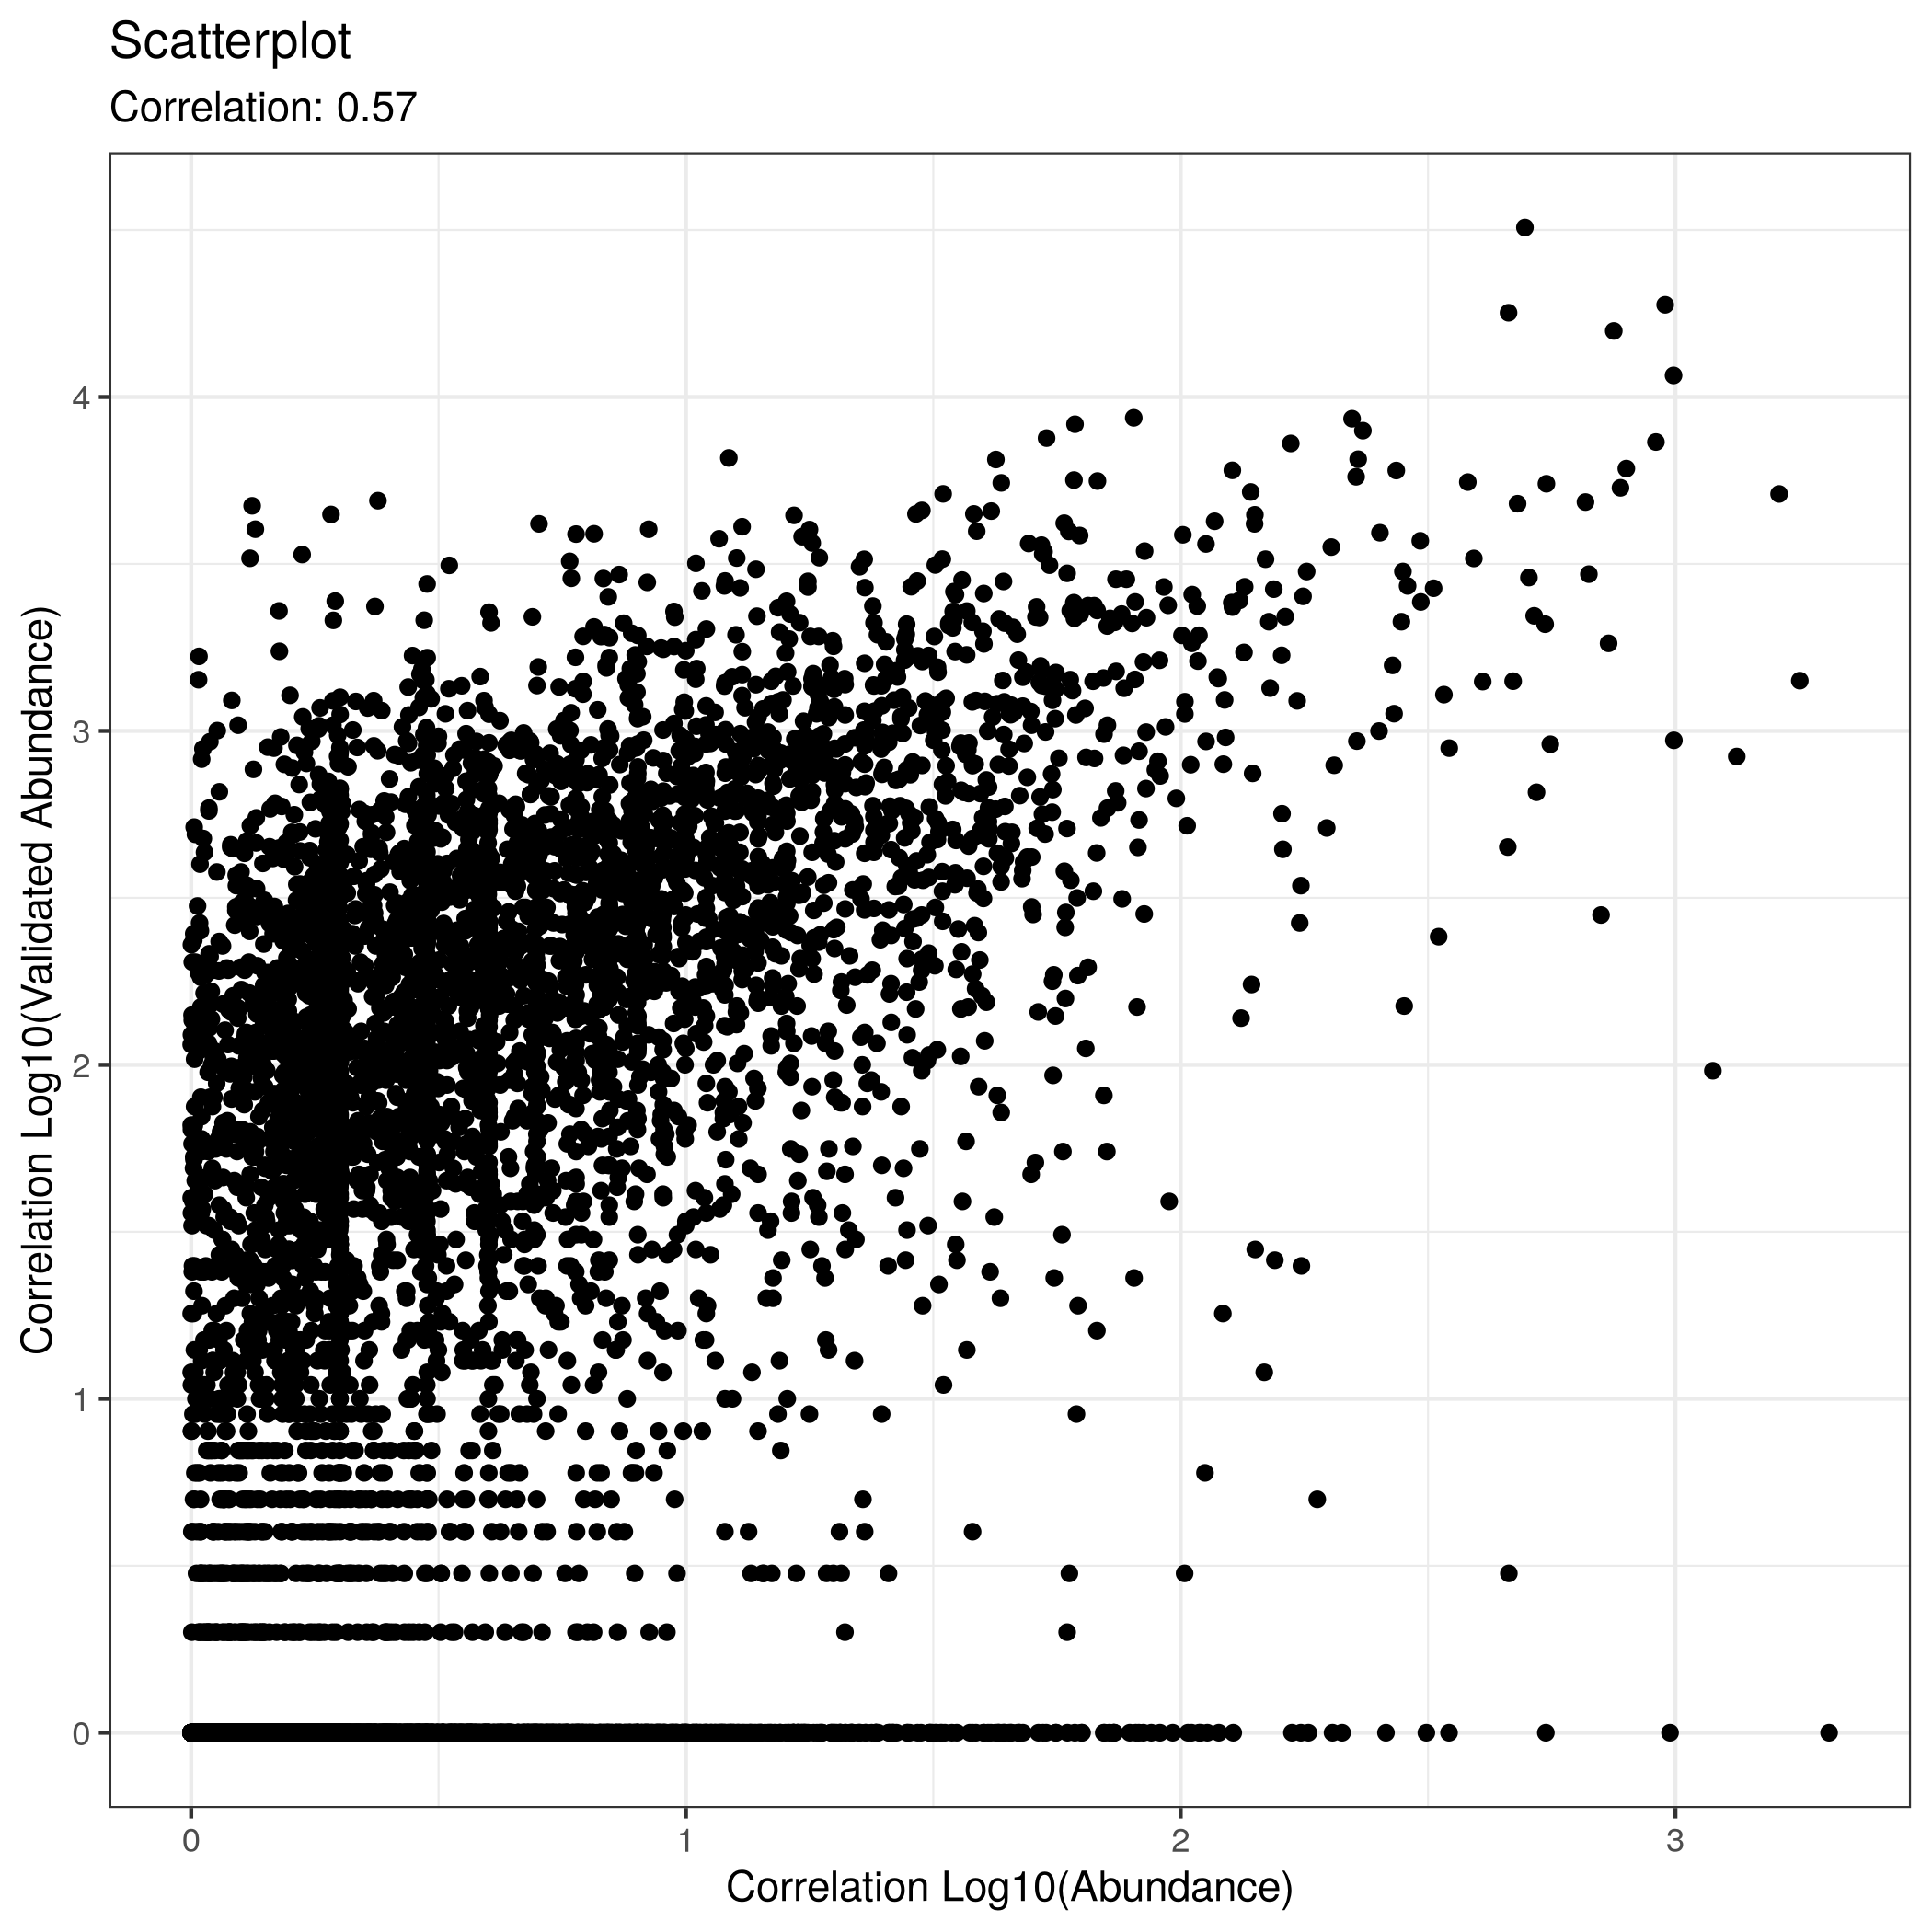 Scatterplot
Correlation: 0.57
Correlation Log10(Validated Abundance)
4
3
2
1
0
0 1 2 3
Correlation Log10(Abundance)